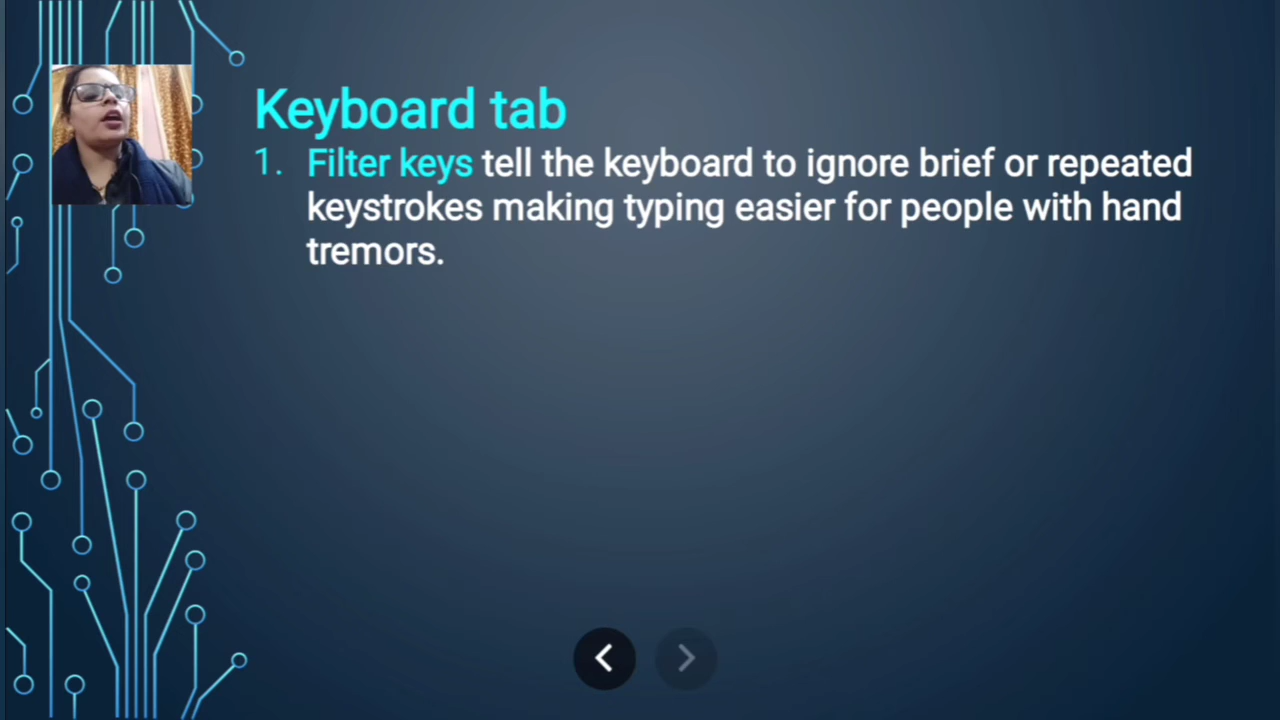 Keyboard tab
1. Filter keys tell the keyboard to ignore brief or repeated
keystrokes making typing easier for people with hand
tremors.